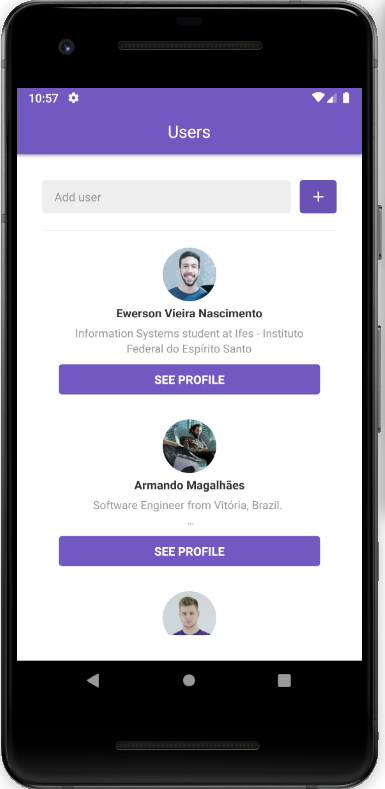 10:57
Users
Add user
+
Ewerson Vieira Nascimento
Information Systems student at Ifes - Instituto
Federal do Espírito Santo
SEE PROFILE
Armando Magalhães
Software Engineer from Vitória, Brazil.
...
SEE PROFILE